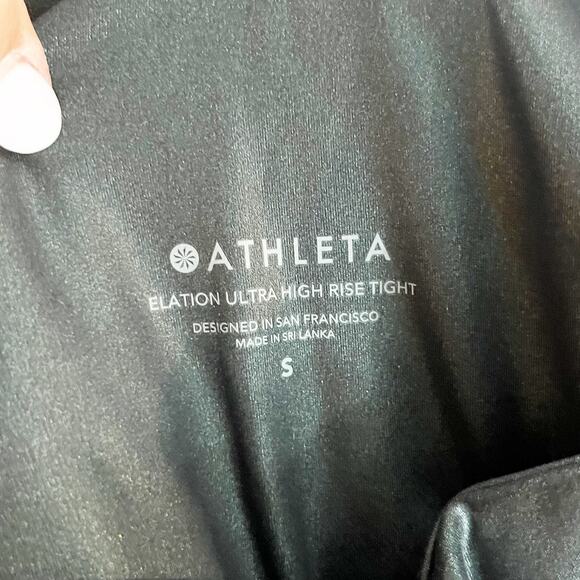 ATHLETA
ELATION ULTRA HIGH RISE TIGHT
DESIGNED IN SAN FRANCISCO
MADE IN SRI LANKA
S